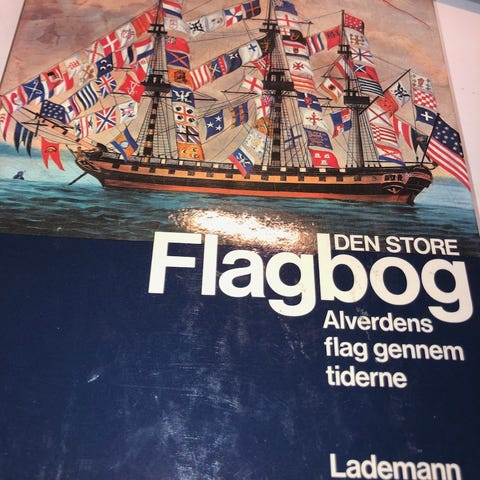 DEN STORE
Flagbog
Alverdens
flag gennem
tiderne
Lademann